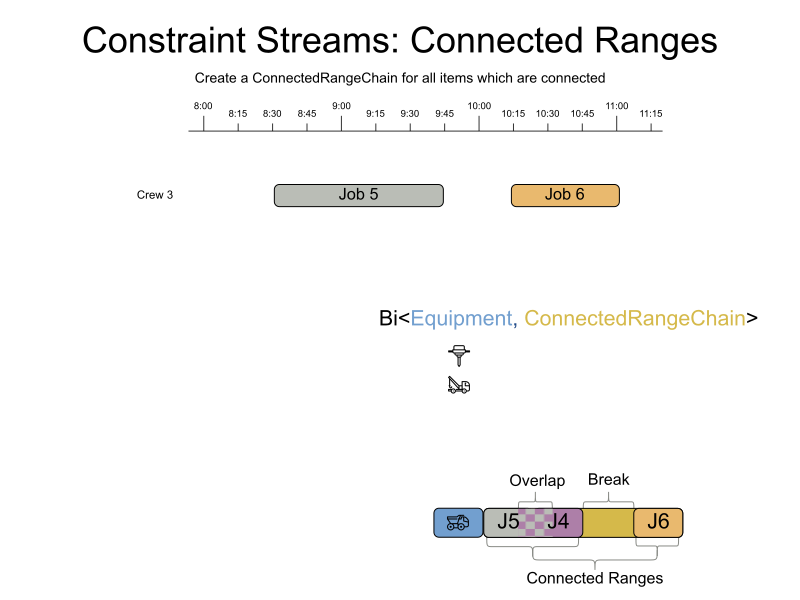 Constraint Streams: Connected Ranges
Create a ConnectedRangeChain for all items which are connected
8:00 8:15 8:30 8:45 9:00 9:15 9:30 9:45 10:00 10:15 10:30 10:45 11:00 11:15
Crew 3 Job 5 Job 6
Bi<Equipment, ConnectedRangeChain>
Overlap Break
J5 J4 J6
Connected Ranges